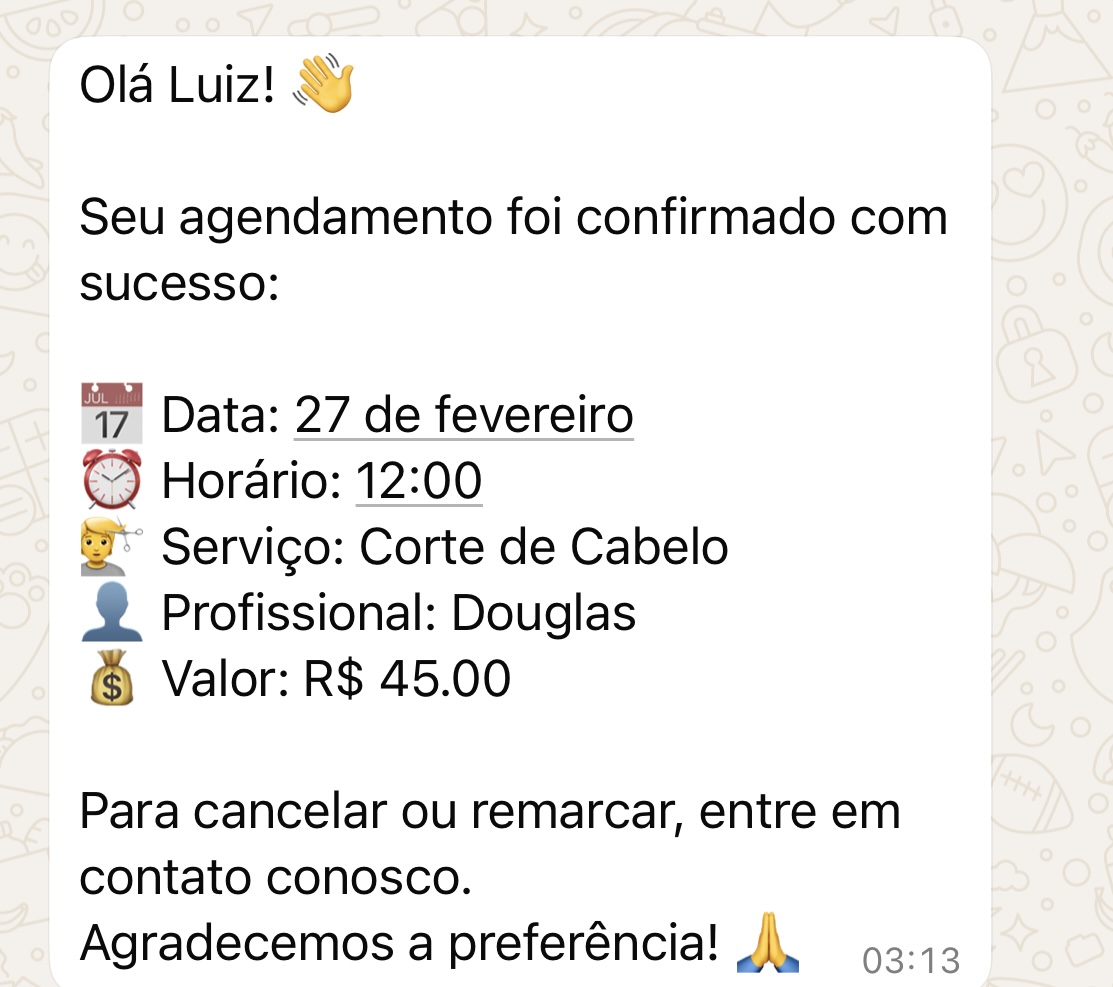 Olá Luiz! 👋
Seu agendamento foi confirmado com
sucesso:
📅 Data: 27 de fevereiro
⏰ Horário: 12:00
💇 Serviço: Corte de Cabelo
👤 Profissional: Douglas
💰 Valor: R$ 45.00
Para cancelar ou remarcar, entre em
contato conosco.
Agradecemos a preferência! 🙏
03:13